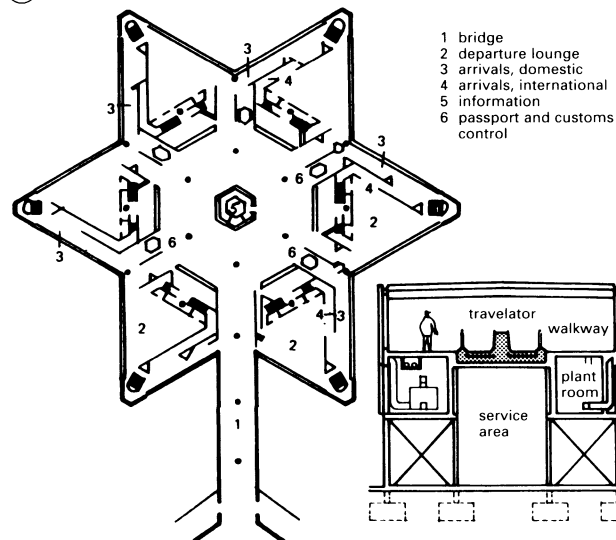 1 bridge
2 departure lounge
3 arrivals, domestic
4 arrivals, international
5 information
6 passport and customs
control
3
4
3
3
6
4
2
5
6
3
6
2
4 3
2
1
travelator
walkway
plant
room
service
area